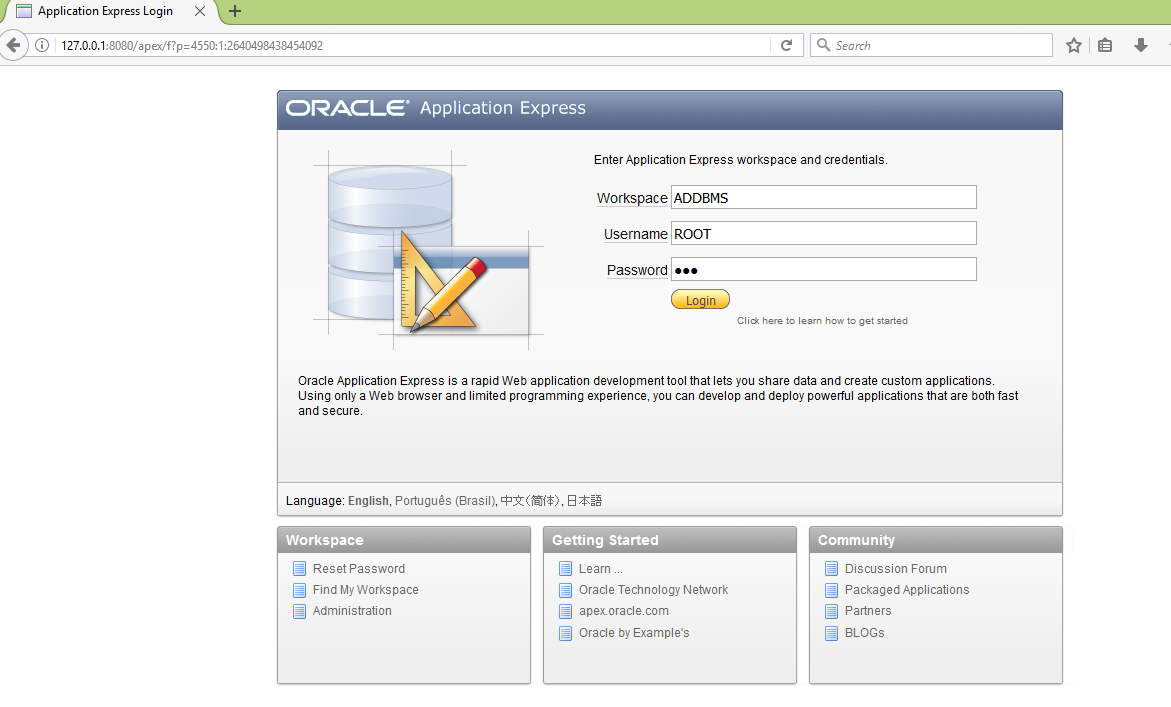 Application Express Login
127.0.0.1:8080/apex/f?p=4550:1:2640498438454092
Search
ORACLE® Application Express
Enter Application Express workspace and credentials.
Workspace ADDBMS
Username ROOT
Password ●●●
Login
Click here to learn how to get started
Oracle Application Express is a rapid Web application development tool that lets you share data and create custom applications.
Using only a Web browser and limited programming experience, you can develop and deploy powerful applications that are both fast
and secure.
Language: English, Português (Brasil), 中文(简体), 日本語
Workspace
Reset Password
Find My Workspace
Administration
Getting Started
Learn ...
Oracle Technology Network
apex.oracle.com
Oracle by Example's
Community
Discussion Forum
Packaged Applications
Partners
BLOGs